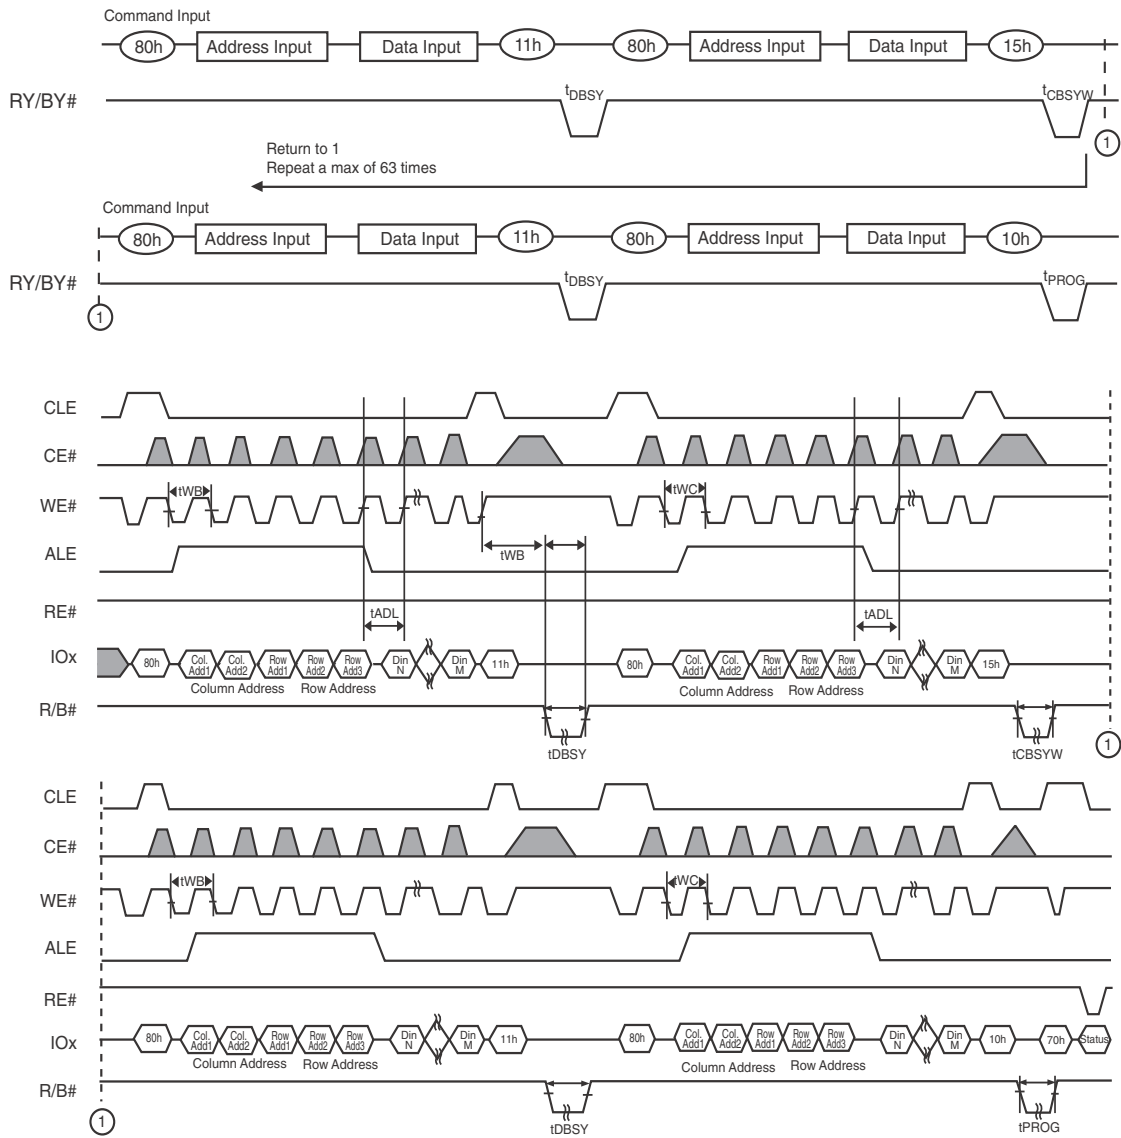 Command Input
80h Address Input Data Input 11h 80h Address Input Data Input 15h
RY/BY# tDBSY tCBSYW
1
Return to 1
Repeat a max of 63 times
Command Input
80h Address Input Data Input 11h 80h Address Input Data Input 10h
RY/BY# tDBSY tPROG
1
CLE
CE#
WE# tWB tWC
ALE tWB
RE#
tADL tADL
IOx 80h Col. Add1 Col. Add2 Row Add1 Row Add2 Row Add3 Din N Din M 11h 80h Col. Add1 Col. Add2 Row Add1 Row Add2 Row Add3 Din N Din M 15h
Column Address Row Address Column Address Row Address
R/B#
tDBSY tCBSYW
1
CLE
CE#
WE# tWB tWC
ALE
RE#
IOx 80h Col. Add1 Col. Add2 Row Add1 Row Add2 Row Add3 Din N Din M 11h 80h Col. Add1 Col. Add2 Row Add1 Row Add2 Row Add3 Din N Din M 10h 70h Status
Column Address Row Address Column Address Row Address
R/B#
1 tDBSY tPROG